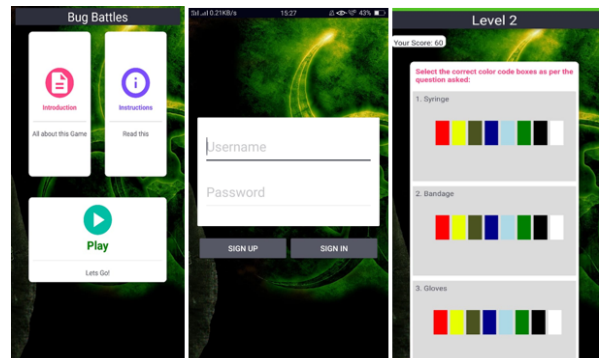 Bug Battles
Introduction
All about this Game
Instructions
Read this
Play
Lets Go!
0.21KB/s 15:27 43%
Username
Password
SIGN UP SIGN IN
Level 2
Your Score: 60
Select the correct color code boxes as per the
question asked:
1. Syringe
2. Bandage
3. Gloves